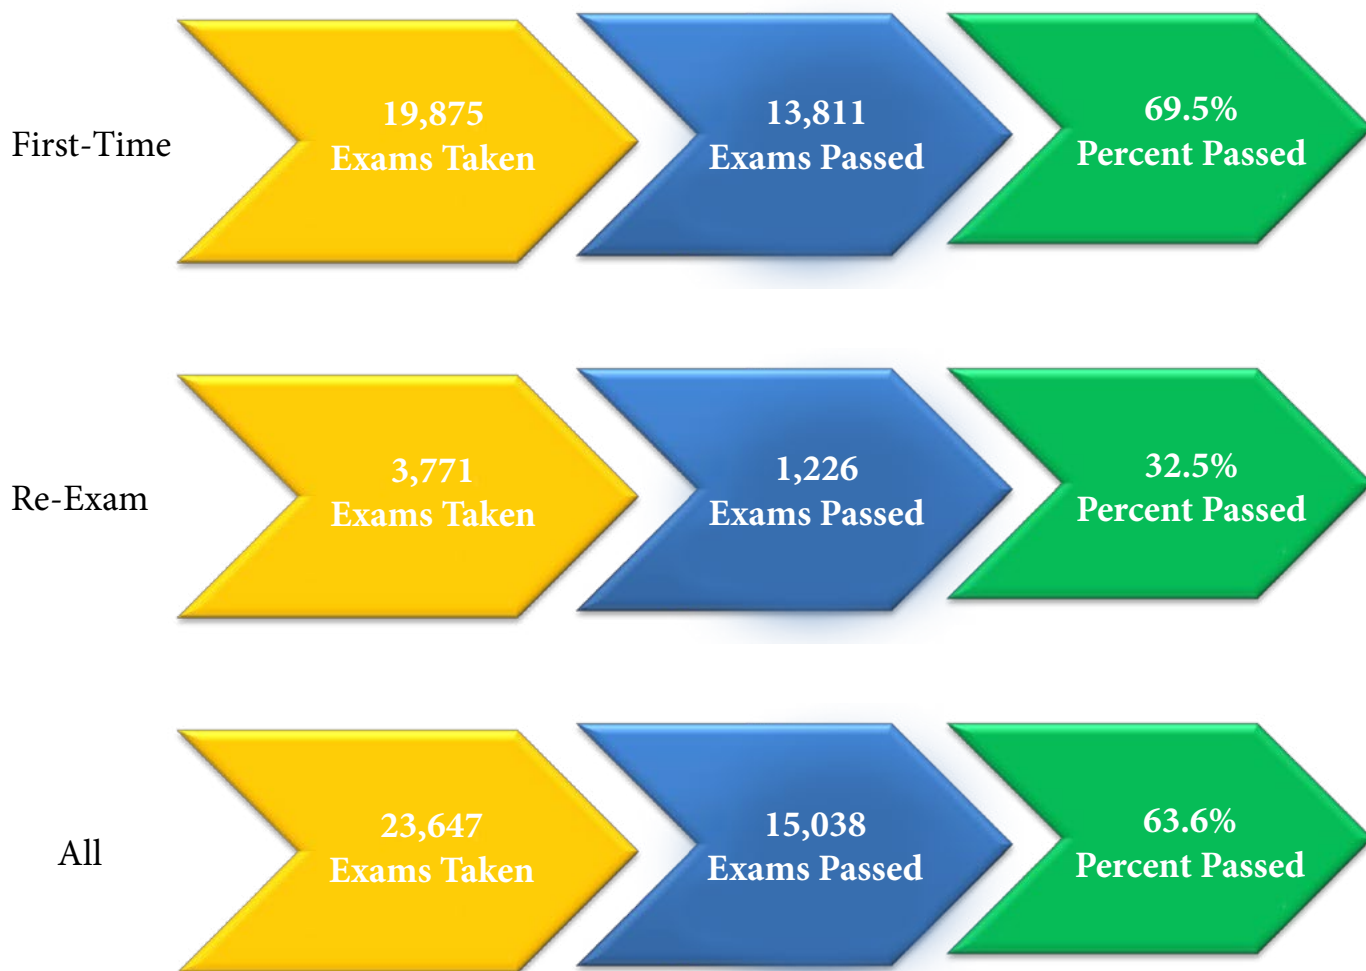 First-Time
19,875
Exams Taken
13,811
Exams Passed
69.5%
Percent Passed
Re-Exam
3,771
Exams Taken
1,226
Exams Passed
32.5%
Percent Passed
All
23,647
Exams Taken
15,038
Exams Passed
63.6%
Percent Passed